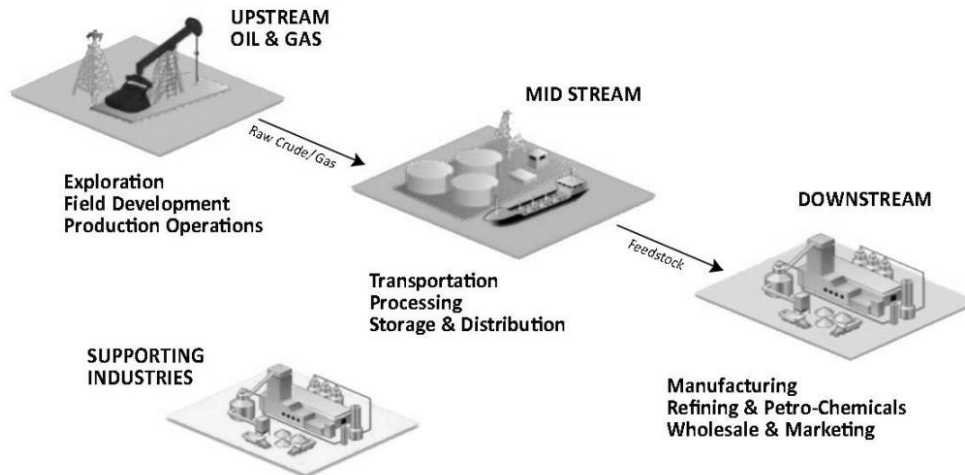 UPSTREAM
OIL & GAS
Raw Crude/Gas
Exploration
Field Development
Production Operations
MID STREAM
Transportation
Processing
Storage & Distribution
Feedstock
DOWNSTREAM
Manufacturing
Refining & Petro-Chemicals
Wholesale & Marketing
SUPPORTING
INDUSTRIES